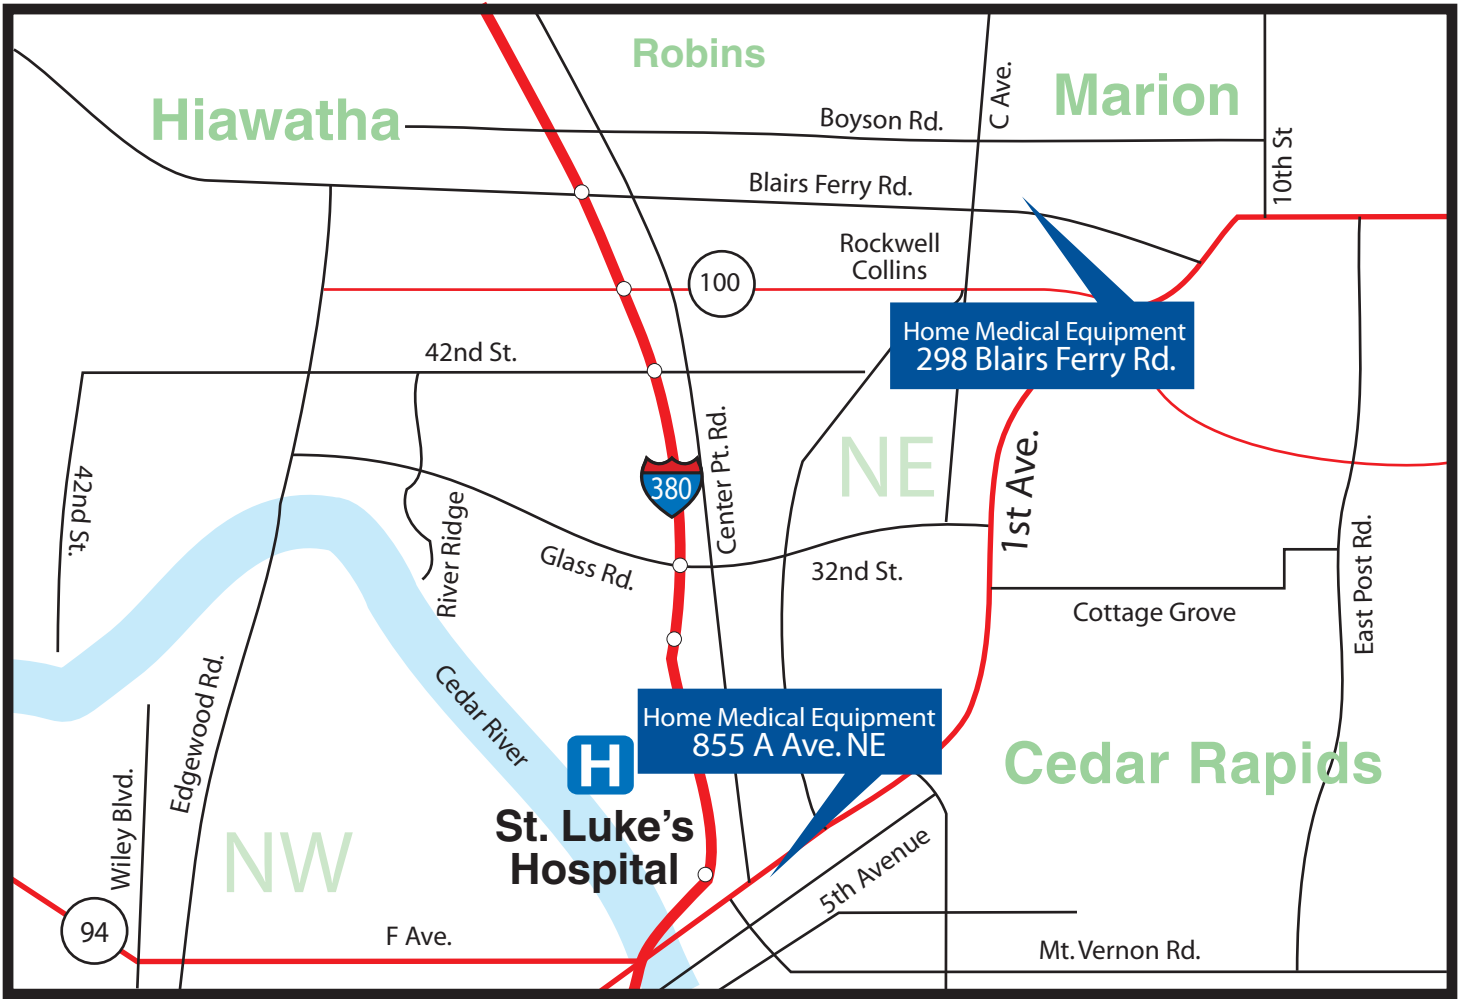 Robins
Hiawatha
Marion
C Ave.
Boyson Rd.
10th St
Blairs Ferry Rd.
Rockwell
Collins
100
Home Medical Equipment
298 Blairs Ferry Rd.
42nd St.
42nd St.
Center Pt. Rd.
NE
1st Ave.
380
River Ridge
Glass Rd.
32nd St.
East Post Rd.
Cottage Grove
Edgewood Rd.
Cedar River
Home Medical Equipment
855 A Ave. NE
H
Cedar Rapids
St. Luke's
Hospital
Wiley Blvd.
NW
5th Avenue
94
F Ave.
Mt. Vernon Rd.